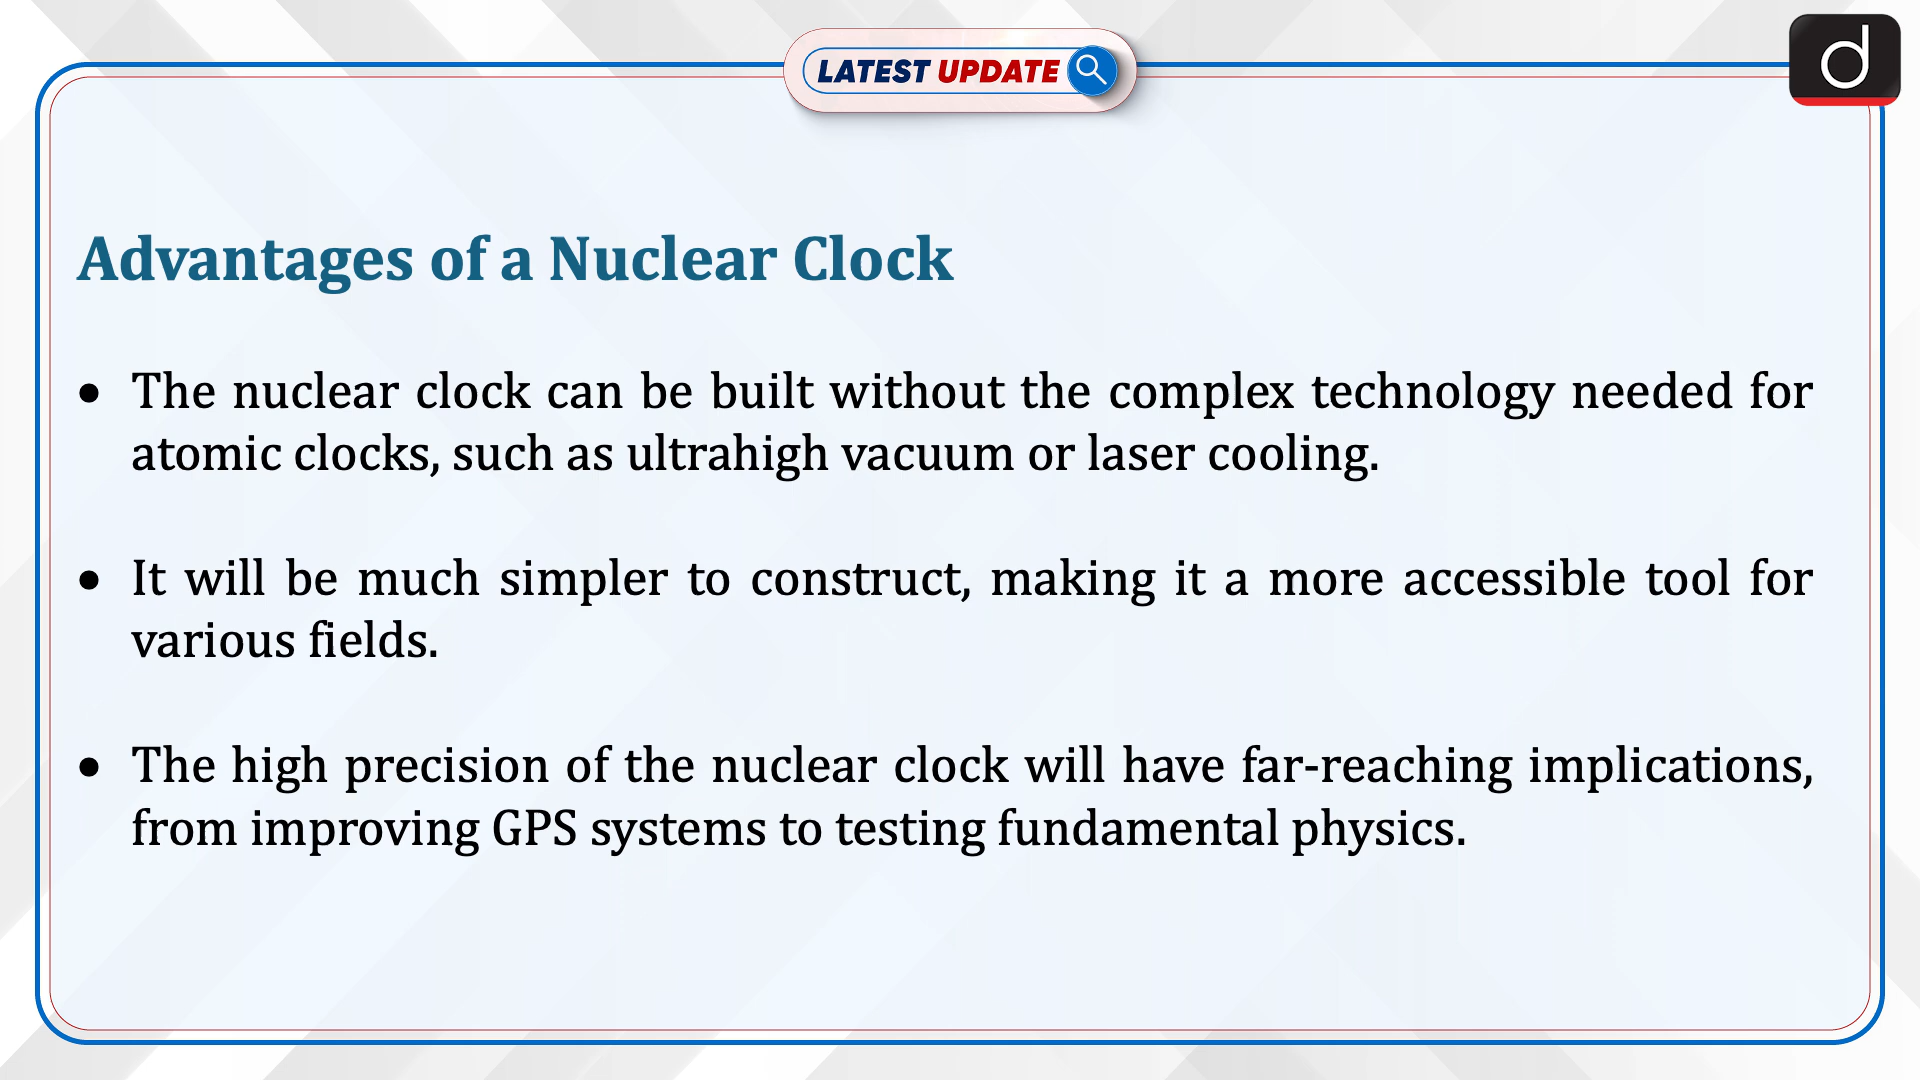 LATEST UPDATE
d
Advantages of a Nuclear Clock
• The nuclear clock can be built without the complex technology needed for
atomic clocks, such as ultrahigh vacuum or laser cooling.
• It will be much simpler to construct, making it a more accessible tool for
various fields.
• The high precision of the nuclear clock will have far-reaching implications,
from improving GPS systems to testing fundamental physics.